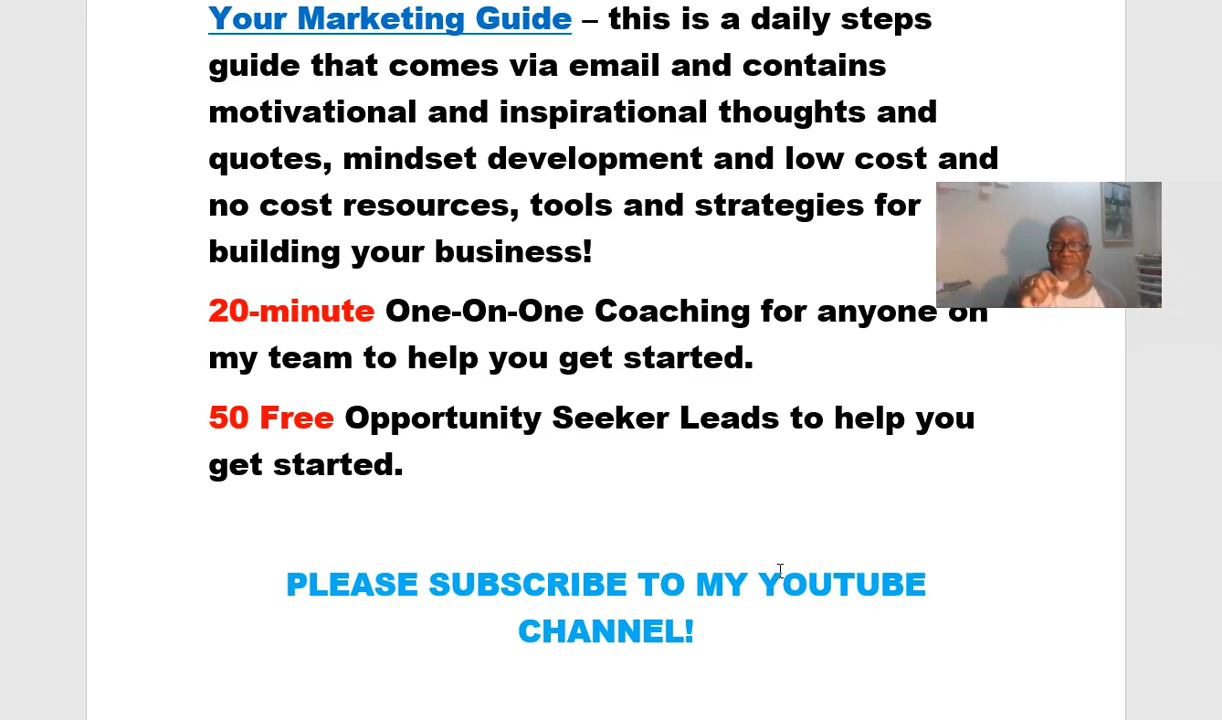 Your Marketing Guide – this is a daily steps
guide that comes via email and contains
motivational and inspirational thoughts and
quotes, mindset development and low cost and
no cost resources, tools and strategies for
building your business!
20-minute One-On-One Coaching for anyone on
my team to help you get started.
50 Free Opportunity Seeker Leads to help you
get started.
PLEASE SUBSCRIBE TO MY YOUTUBE
CHANNEL!